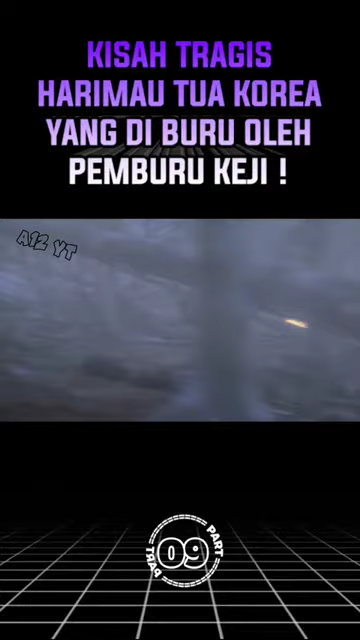 KISAH TRAGIS
HARIMAU TUA KOREA
YANG DI BURU OLEH
PEMBURU KEJI !
A12 YT
PART
09
PART